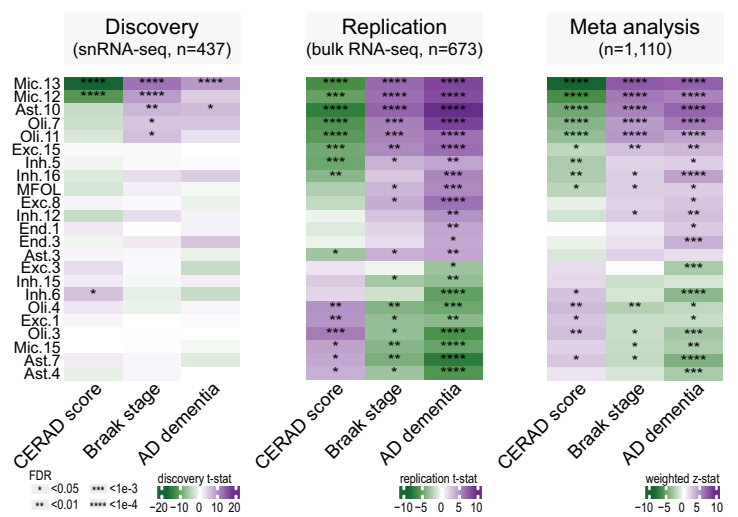 Discovery
(snRNA-seq, n=437)
Replication
(bulk RNA-seq, n=673)
Meta analysis
(n=1,110)
Mic.13 **** **** **** **** **** **** **** **** ****
Mic.12 **** **** *** **** **** **** **** ****
Ast.10 ** * **** **** **** **** **** ****
Oli.7 * **** *** **** **** **** ****
Oli.11 * **** *** **** **** **** ****
Exc.15 *** ** **** * ** **
Inh.5 *** * ** ** *
Inh.16 ** *** ** * ****
MFOL * *** * * *
Exc.8 * **** *
Inh.12 ** * **
End.1 * *
End.3 * ***
Ast.3 * * **
Exc.3 * ***
Inh.15 * **
Inh.6 * **** * ****
Oli.4 ** ** *** ** ** *
Exc.1 ** * ** * *
Oli.3 *** * **** ** * ***
Mic.15 * ** **** * **
Ast.7 * ** **** * * ****
Ast.4 * * **** ***
CERAD score Braak stage AD dementia CERAD score Braak stage AD dementia CERAD score Braak stage AD dementia
FDR
* <0.05 *** <1e-3
** <0.01 **** <1e-4
discovery t-stat
−20 −10 0 10 20
replication t-stat
−10 −5 0 5 10
weighted z-stat
−10 −5 0 5 10